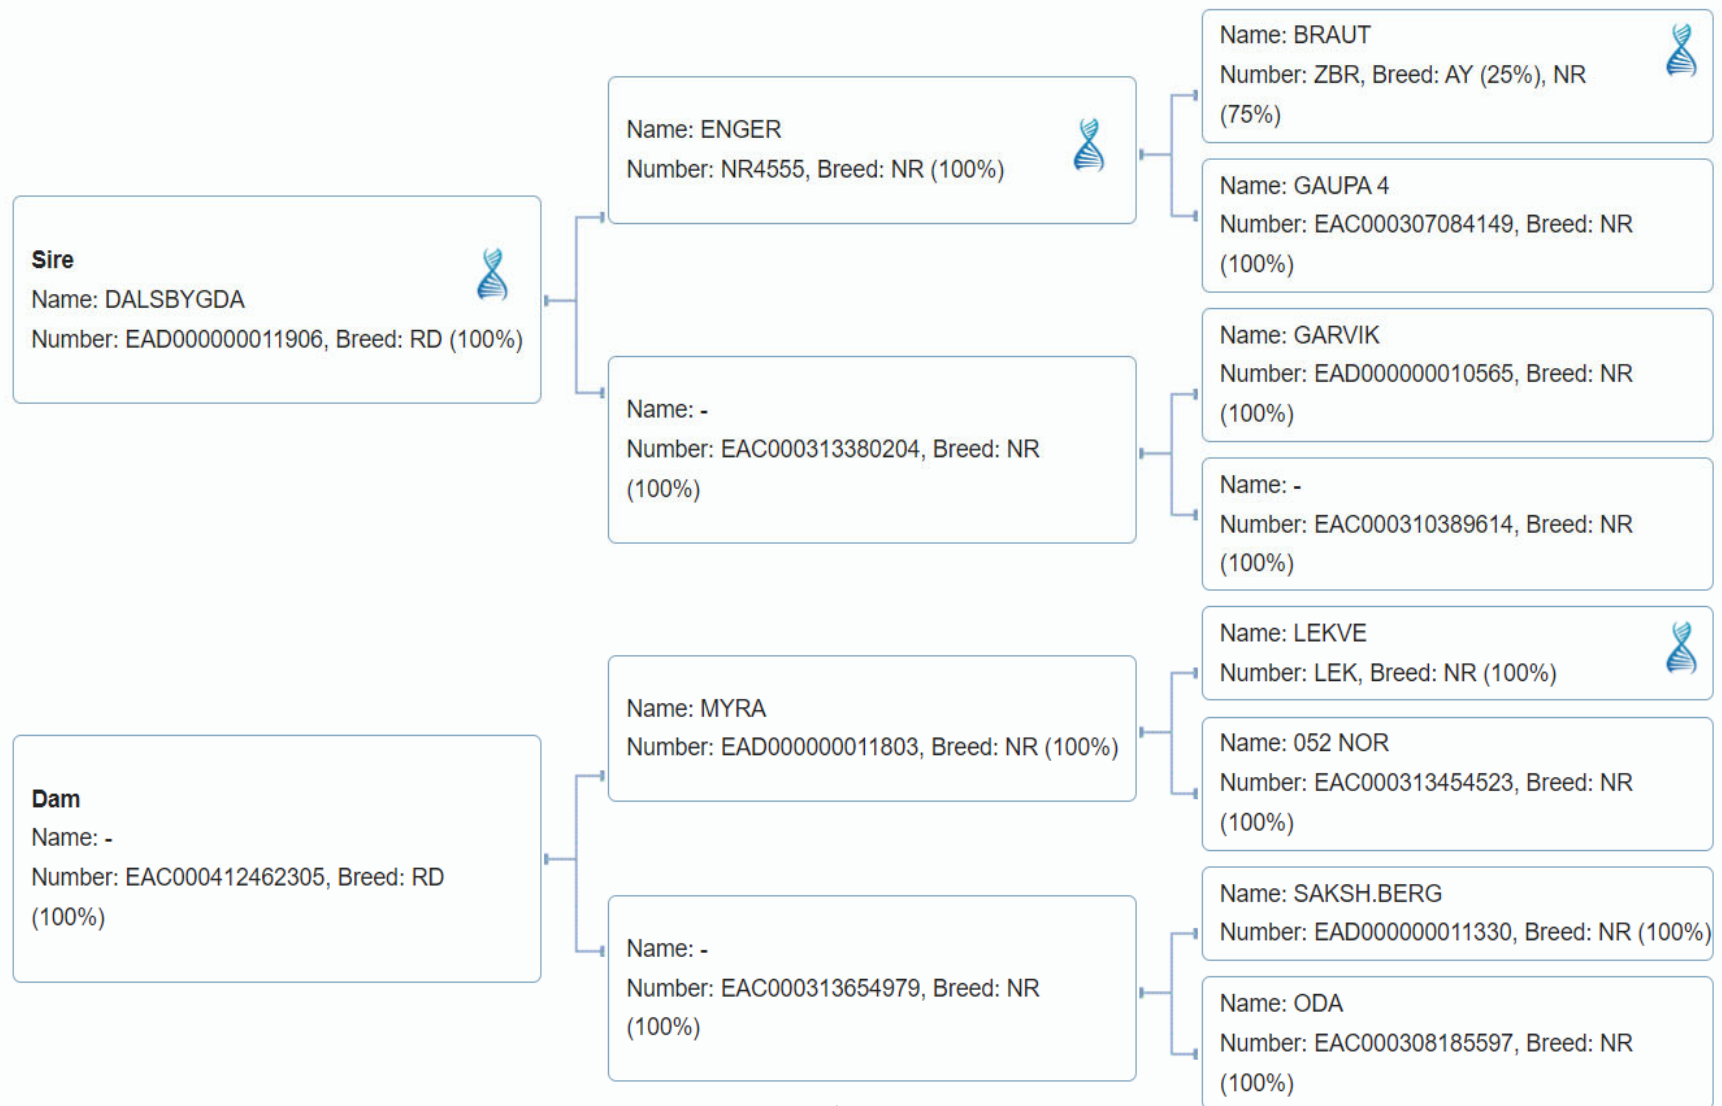 Sire
Name: DALSBYGDA
Number: EAD000000011906, Breed: RD (100%)
Dam
Name: -
Number: EAC000412462305, Breed: RD
(100%)
Name: ENGER
Number: NR4555, Breed: NR (100%)
Name: -
Number: EAC000313380204, Breed: NR
(100%)
Name: MYRA
Number: EAD000000011803, Breed: NR (100%)
Name: -
Number: EAC000313654979, Breed: NR
(100%)
Name: BRAUT
Number: ZBR, Breed: AY (25%), NR
(75%)
Name: GAUPA 4
Number: EAC000307084149, Breed: NR
(100%)
Name: GARVIK
Number: EAD000000010565, Breed: NR
(100%)
Name: -
Number: EAC000310389614, Breed: NR
(100%)
Name: LEKVE
Number: LEK, Breed: NR (100%)
Name: 052 NOR
Number: EAC000313454523, Breed: NR
(100%)
Name: SAKSH.BERG
Number: EAD000000011330, Breed: NR (100%)
Name: ODA
Number: EAC000308185597, Breed: NR
(100%)